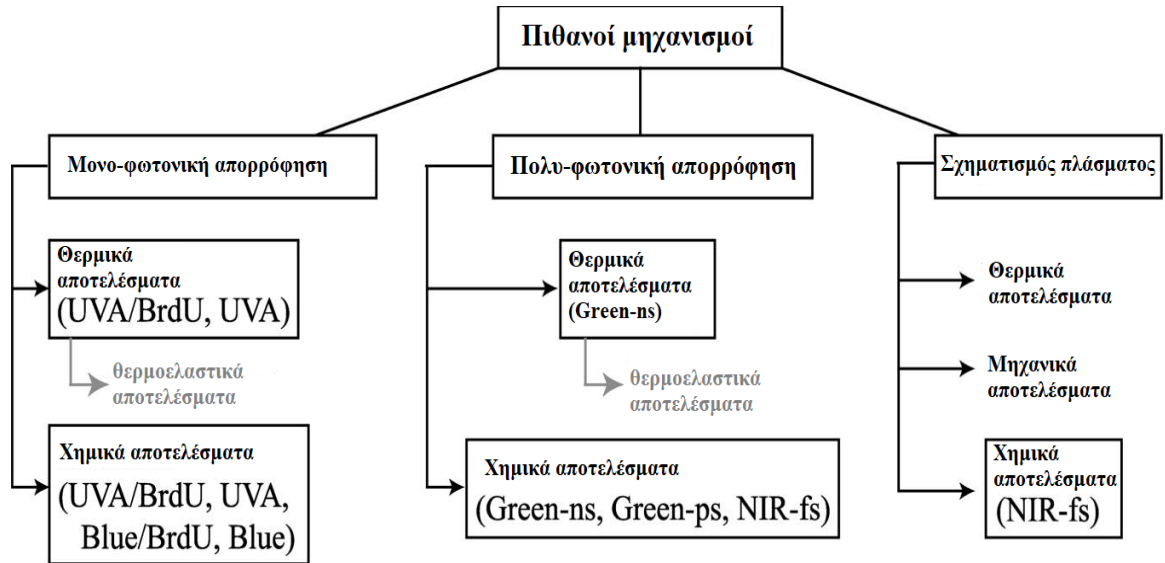 Πιθανοί μηχανισμοί
Μονο-φωτονική απορρόφηση
Θερμικά
αποτελέσματα
(UVA/BrdU, UVA)
θερμοελαστικά
αποτελέσματα
Χημικά αποτελέσματα
(UVA/BrdU, UVA,
Blue/BrdU, Blue)
Πολυ-φωτονική απορρόφηση
Θερμικά
αποτελέσματα
(Green-ns)
θερμοελαστικά
αποτελέσματα
Χημικά αποτελέσματα
(Green-ns, Green-ps, NIR-fs)
Σχηματισμός πλάσματος
Θερμικά
αποτελέσματα
Μηχανικά
αποτελέσματα
Χημικά
αποτελέσματα
(NIR-fs)